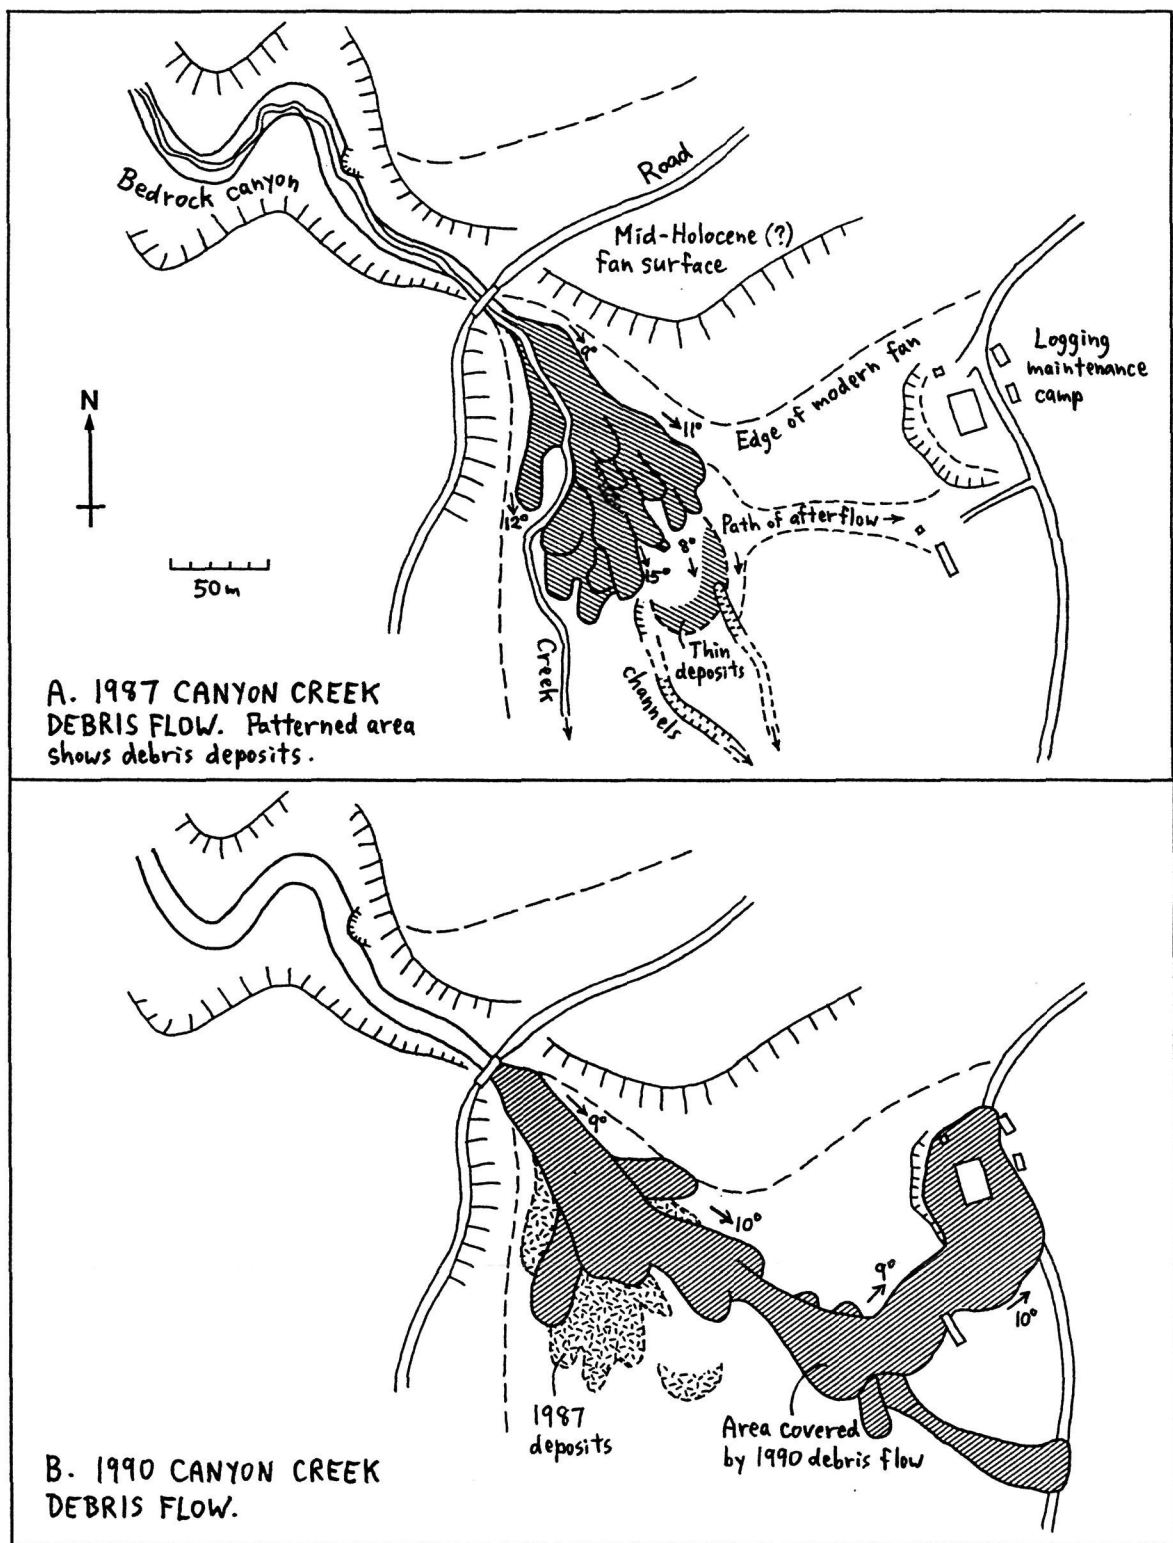 Bedrock canyon
Road
Mid-Holocene (?)
fan surface
9°
11°
Edge of modern fan
Logging
maintenance
camp
N
50m
12°
Path of afterflow
8°
15°
Thin
deposits
Creek
channels
A. 1987 CANYON CREEK
DEBRIS FLOW. Patterned area
shows debris deposits.
9°
10°
9°
10°
1987
deposits
Area covered
by 1990 debris flow
B. 1990 CANYON CREEK
DEBRIS FLOW.